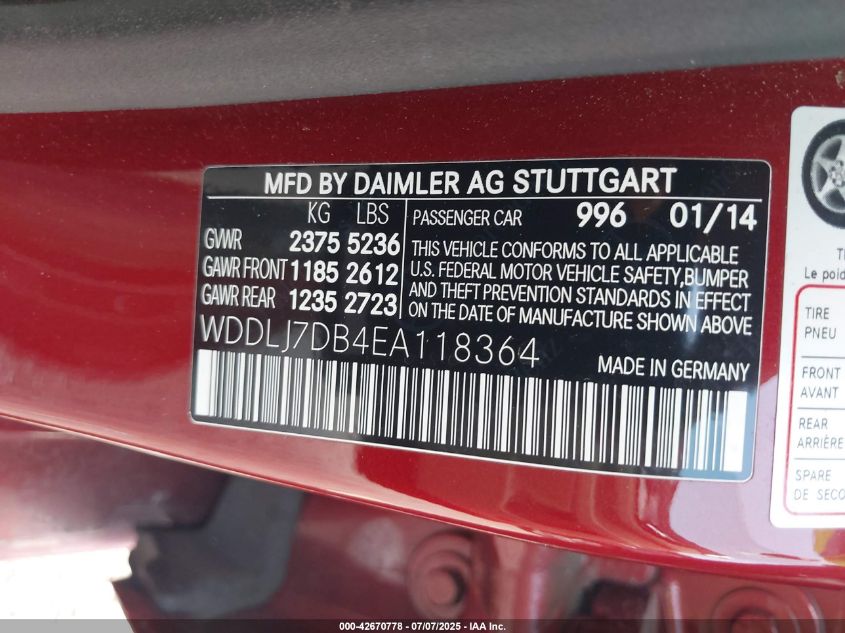 MFD BY DAIMLER AG STUTTGART
KG LBS
GVWR 2375 5236
GAWR FRONT 1185 2612
GAWR REAR 1235 2723
PASSENGER CAR 996 01/14
THIS VEHICLE CONFORMS TO ALL APPLICABLE
U.S. FEDERAL MOTOR VEHICLE SAFETY,BUMPER
AND THEFT PREVENTION STANDARDS IN EFFECT
ON THE DATE OF MANUFACTURE SHOWN ABOVE
WDDLJ7DB4EA118364
MADE IN GERMANY
Le poid
TIRE
PNEU
FRONT
AVANT
REAR
ARRIÈRE
SPARE
DE SECO
000-42670778 - 07/07/2025 - IAA Inc.